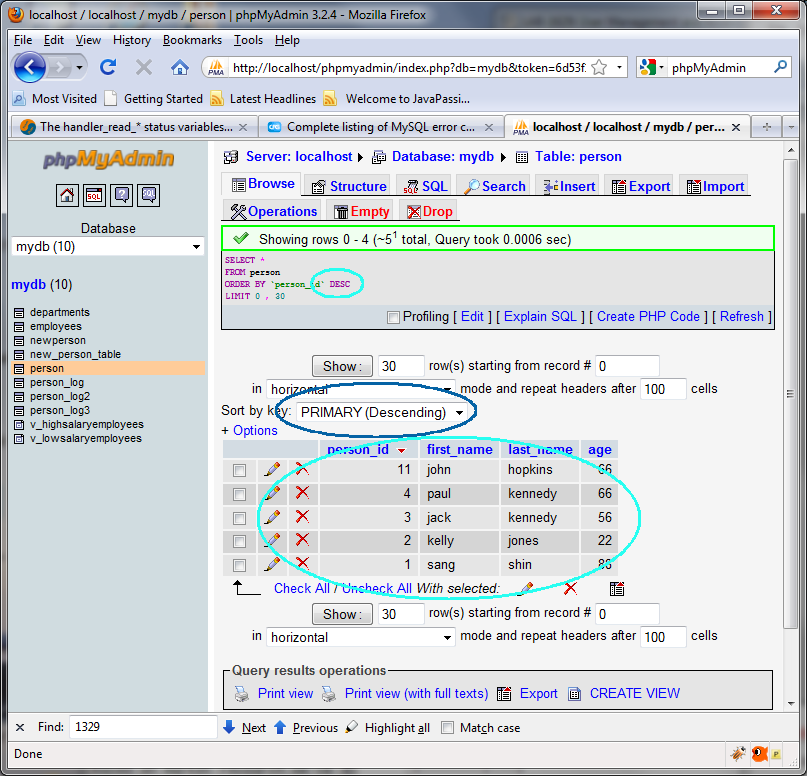 localhost / localhost / mydb / person | phpMyAdmin 3.2.4 - Mozilla Firefox
File Edit View History Bookmarks Tools Help
PMA http://localhost/phpmyadmin/index.php?db=mydb&token=6d53f phpMyAdmin
Most Visited Getting Started Latest Headlines Welcome to JavaPassi...
The handler_read_* status variables... Complete listing of MySQL error c... PMA localhost / localhost / mydb / per...
phpMyAdmin
SQL
Database
mydb (10)
mydb (10)
departments
employees
newperson
new_person_table
person
person_log
person_log2
person_log3
v_highsalaryemployees
v_lowsalaryemployees
Server: localhost Database: mydb Table: person
Browse Structure SQL Search Insert Export Import
Operations Empty Drop
Showing rows 0 - 4 (~5¹ total, Query took 0.0006 sec)
SELECT *
FROM person
ORDER BY `person_id` DESC
LIMIT 0 , 30
Profiling [ Edit ] [ Explain SQL ] [ Create PHP Code ] [ Refresh ]
Show : 30 row(s) starting from record # 0
in horizontal mode and repeat headers after 100 cells
Sort by key: PRIMARY (Descending)
+ Options
person_id first_name last_name age
11 john hopkins 66
4 paul kennedy 66
3 jack kennedy 56
2 kelly jones 22
1 sang shin 86
Check All / Uncheck All With selected:
Show : 30 row(s) starting from record # 0
in horizontal mode and repeat headers after 100 cells
Query results operations
Print view Print view (with full texts) Export CREATE VIEW
Find: 1329 Next Previous Highlight all Match case
Done